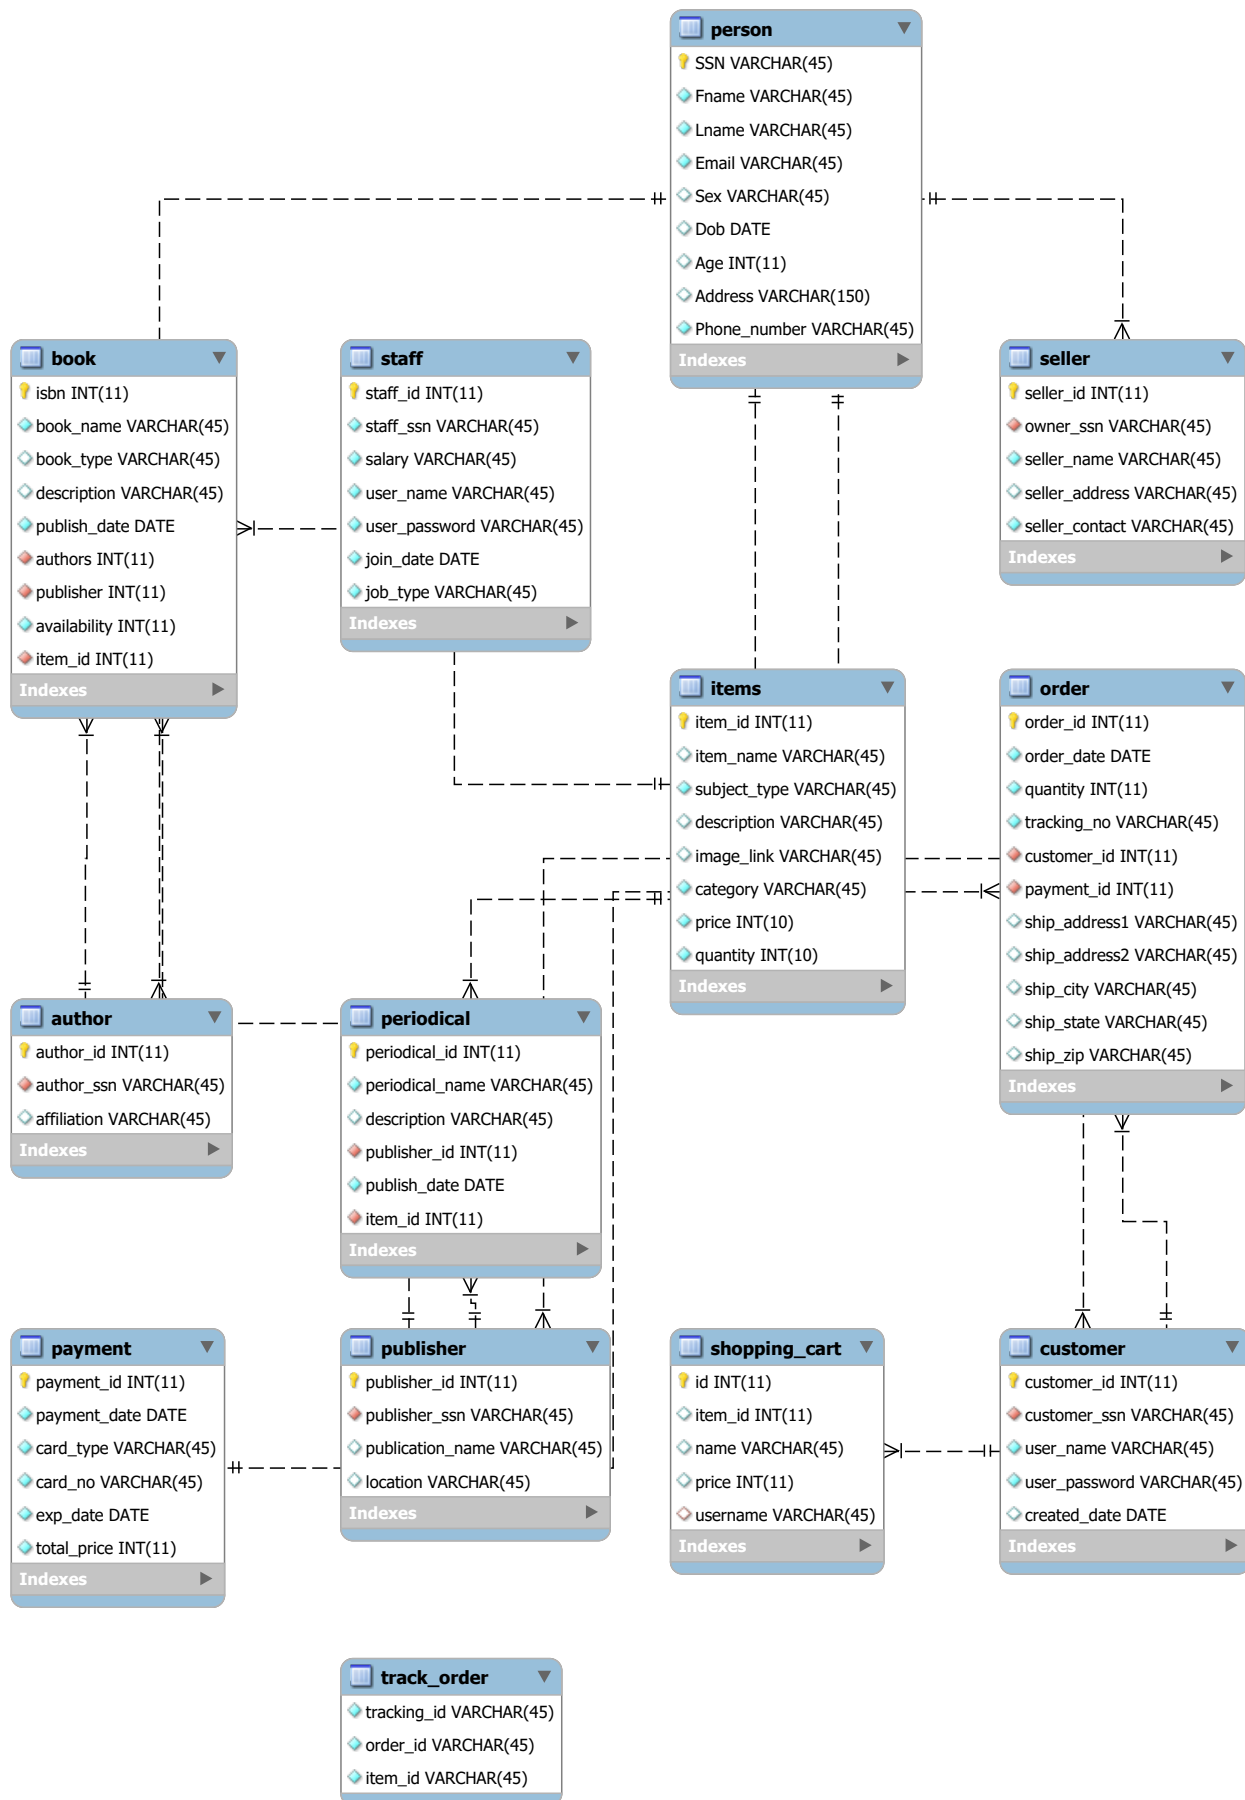 person
SSN VARCHAR(45)
Fname VARCHAR(45)
Lname VARCHAR(45)
Email VARCHAR(45)
Sex VARCHAR(45)
Dob DATE
Age INT(11)
Address VARCHAR(150)
Phone_number VARCHAR(45)
Indexes
book
isbn INT(11)
book_name VARCHAR(45)
book_type VARCHAR(45)
description VARCHAR(45)
publish_date DATE
authors INT(11)
publisher INT(11)
availability INT(11)
item_id INT(11)
Indexes
staff
staff_id INT(11)
staff_ssn VARCHAR(45)
salary VARCHAR(45)
user_name VARCHAR(45)
user_password VARCHAR(45)
join_date DATE
job_type VARCHAR(45)
Indexes
seller
seller_id INT(11)
owner_ssn VARCHAR(45)
seller_name VARCHAR(45)
seller_address VARCHAR(45)
seller_contact VARCHAR(45)
Indexes
items
item_id INT(11)
item_name VARCHAR(45)
subject_type VARCHAR(45)
description VARCHAR(45)
image_link VARCHAR(45)
category VARCHAR(45)
price INT(10)
quantity INT(10)
Indexes
order
order_id INT(11)
order_date DATE
quantity INT(11)
tracking_no VARCHAR(45)
customer_id INT(11)
payment_id INT(11)
ship_address1 VARCHAR(45)
ship_address2 VARCHAR(45)
ship_city VARCHAR(45)
ship_state VARCHAR(45)
ship_zip VARCHAR(45)
Indexes
author
author_id INT(11)
author_ssn VARCHAR(45)
affiliation VARCHAR(45)
Indexes
periodical
periodical_id INT(11)
periodical_name VARCHAR(45)
description VARCHAR(45)
publisher_id INT(11)
publish_date DATE
item_id INT(11)
Indexes
payment
payment_id INT(11)
payment_date DATE
card_type VARCHAR(45)
card_no VARCHAR(45)
exp_date DATE
total_price INT(11)
Indexes
publisher
publisher_id INT(11)
publisher_ssn VARCHAR(45)
publication_name VARCHAR(45)
location VARCHAR(45)
Indexes
shopping_cart
id INT(11)
item_id INT(11)
name VARCHAR(45)
price INT(11)
username VARCHAR(45)
Indexes
customer
customer_id INT(11)
customer_ssn VARCHAR(45)
user_name VARCHAR(45)
user_password VARCHAR(45)
created_date DATE
Indexes
track_order
tracking_id VARCHAR(45)
order_id VARCHAR(45)
item_id VARCHAR(45)